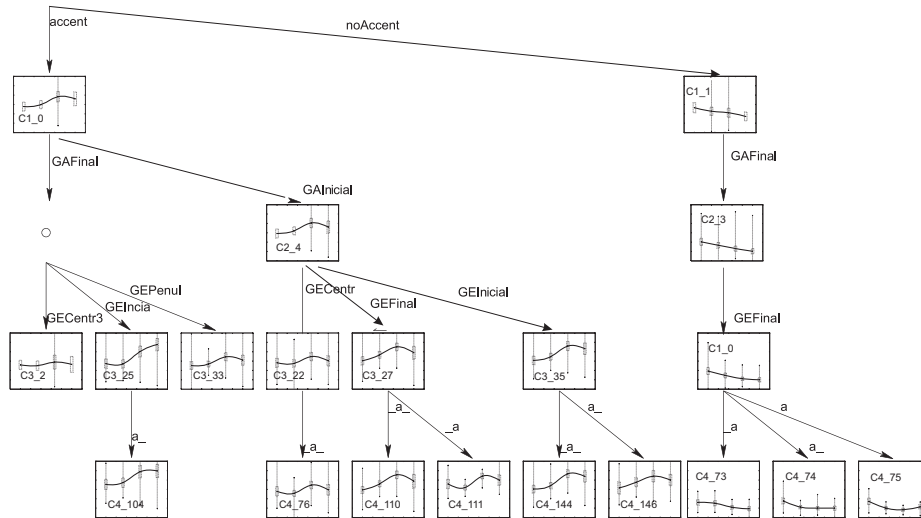 accent
noAccent
C1_0
C1_1
GAFinal
GAInicial
GAFinal
C2_4
C2_3
GECentr3
GEIncia
GEPenul
GECentr
GEFinal
GEInicial
GEFinal
C3_2
C3_25
C3_33
C3_22
C3_27
C3_35
C1_0
a_
_a_
_a_
_a
_a_
a_
_a
a_
a
C4_104
C4_76
C4_110
C4_111
C4_144
C4_146
C4_73
C4_74
C4_75